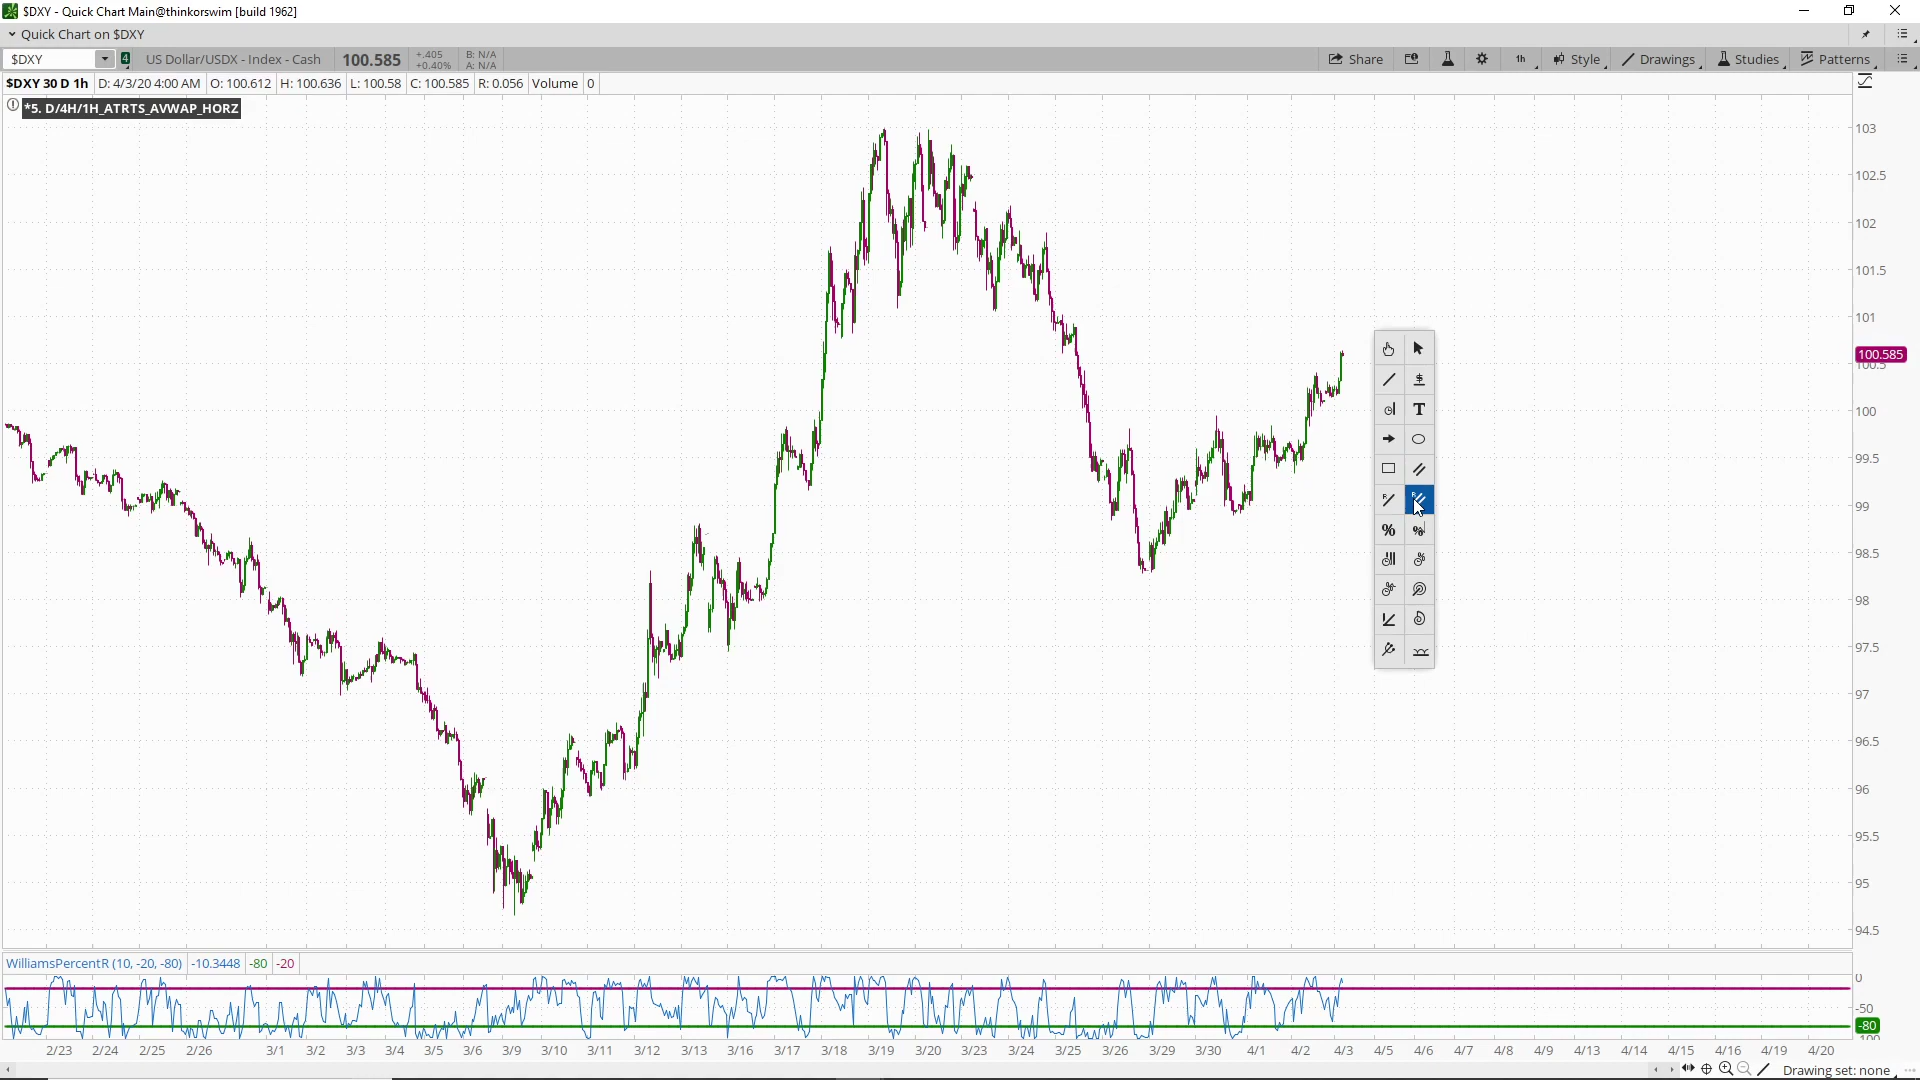 $DXY - Quick Chart Main@thinkorswim [build 1962]
Quick Chart on $DXY
$DXY 4 US Dollar/USDX - Index - Cash 100.585 +.405 +0.40% B: N/A A: N/A Share 1h Style Drawings Studies Patterns
$DXY 30 D 1h D: 4/3/20 4:00 AM O: 100.612 H: 100.636 L: 100.58 C: 100.585 R: 0.056 Volume 0
*5. D/4H/1H_ATRTS_AVWAP_HORZ
103
102.5
102
101.5
101
100.585
100.5
100
99.5
99
98.5
98
97.5
97
96.5
96
95.5
95
94.5
WilliamsPercentR (10, -20, -80) -10.3448 -80 -20
0
-50
-80
2/23 2/24 2/25 2/26 3/1 3/2 3/3 3/4 3/5 3/6 3/9 3/10 3/11 3/12 3/13 3/16 3/17 3/18 3/19 3/20 3/23 3/24 3/25 3/26 3/29 3/30 4/1 4/2 4/3 4/5 4/6 4/7 4/8 4/9 4/13 4/14 4/15 4/16 4/19 4/20
Drawing set: none